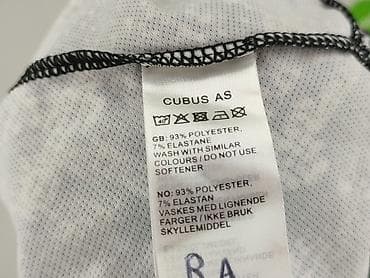 CUBUS AS
GB: 93% POLYESTER,
7% ELASTANE
WASH WITH SIMILAR
COLOURS / DO NOT USE
SOFTENER
NO: 93% POLYESTER,
7% ELASTAN
VASKES MED LIGNENDE
FARGER / IKKE BRUK
SKYLLEMIDDEL